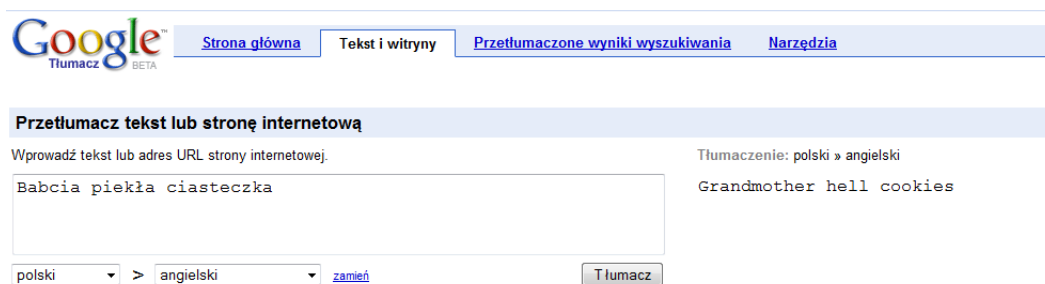 Google™ Strona główna Tekst i witryny Przetłumaczone wyniki wyszukiwania Narzędzia
Tłumacz BETA
Przetłumacz tekst lub stronę internetową
Wprowadź tekst lub adres URL strony internetowej. Tłumaczenie: polski » angielski
Babcia piekła ciasteczka Grandmother hell cookies
polski > angielski zamień Tłumacz